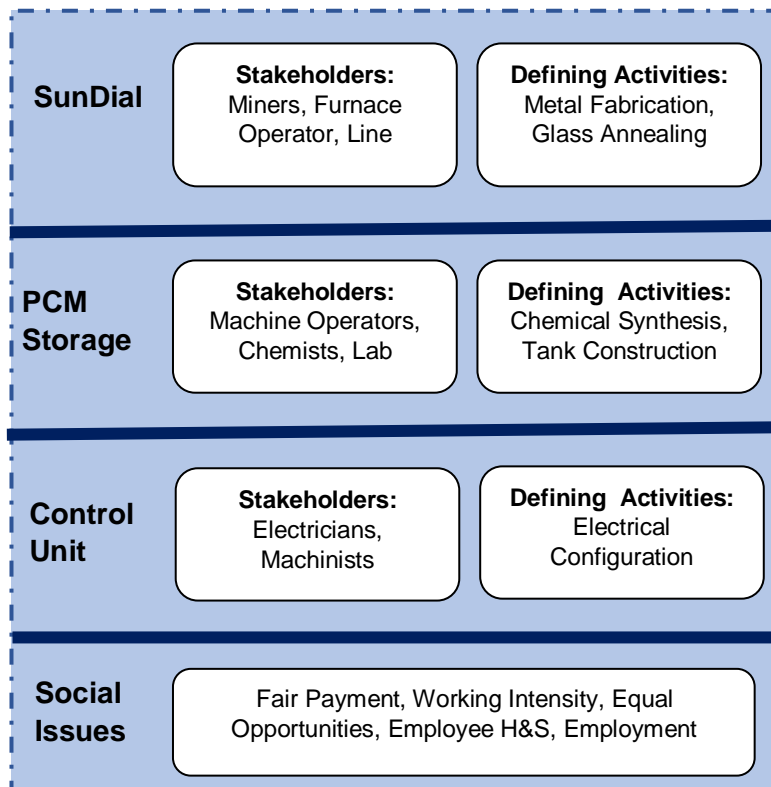 SunDial
Stakeholders:
Miners, Furnace
Operator, Line
Defining Activities:
Metal Fabrication,
Glass Annealing
PCM
Storage
Stakeholders:
Machine Operators,
Chemists, Lab
Defining Activities:
Chemical Synthesis,
Tank Construction
Control
Unit
Stakeholders:
Electricians,
Machinists
Defining Activities:
Electrical
Configuration
Social
Issues
Fair Payment, Working Intensity, Equal
Opportunities, Employee H&S, Employment